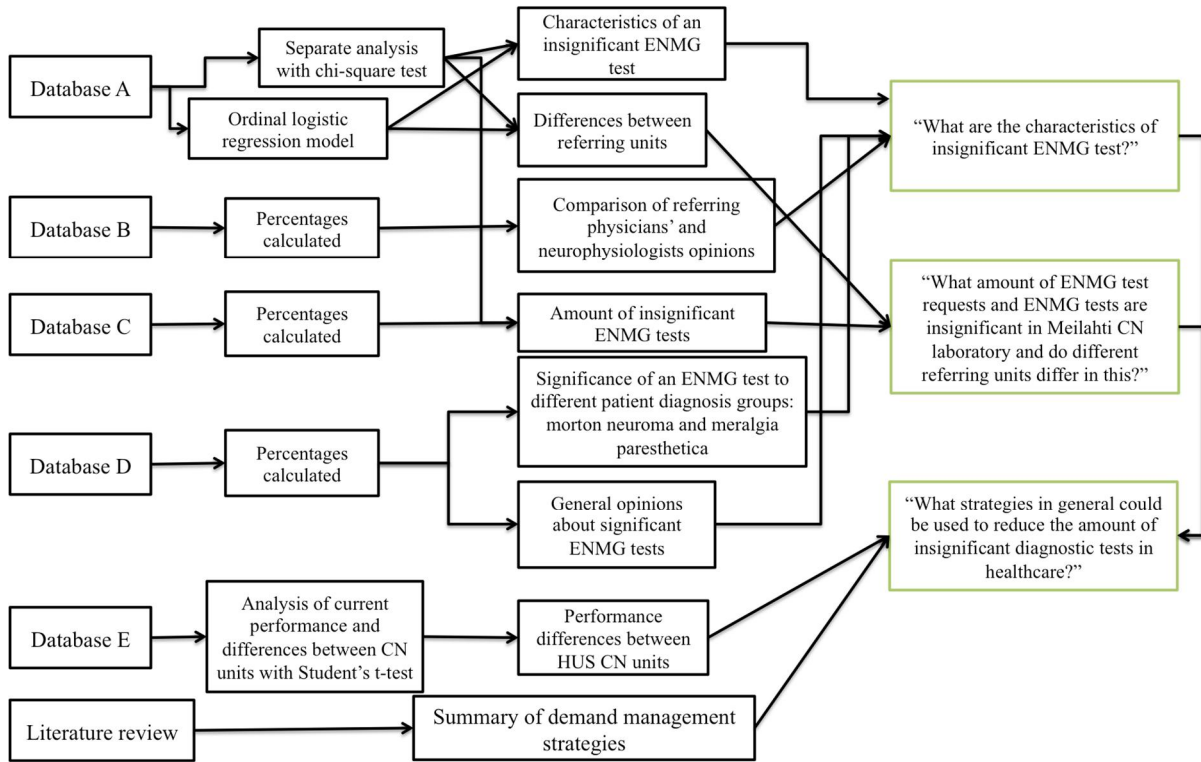 Database A
Separate analysis
with chi-square test
Ordinal logistic
regression model
Characteristics of an
insignificant ENMG
test
Differences between
referring units
Database B
Percentages
calculated
Comparison of referring
physicians’ and
neurophysiologists opinions
Database C
Percentages
calculated
Amount of insignificant
ENMG tests
Database D
Percentages
calculated
Significance of an ENMG test to
different patient diagnosis groups:
morton neuroma and meralgia
paresthetica
General opinions
about significant
ENMG tests
Database E
Analysis of current
performance and
differences between CN
units with Student’s t-test
Performance
differences between
HUS CN units
Literature review
Summary of demand management
strategies
“What are the characteristics of
insignificant ENMG test?”
“What amount of ENMG test
requests and ENMG tests are
insignificant in Meilahti CN
laboratory and do different
referring units differ in this?”
“What strategies in general could
be used to reduce the amount of
insignificant diagnostic tests in
healthcare?”